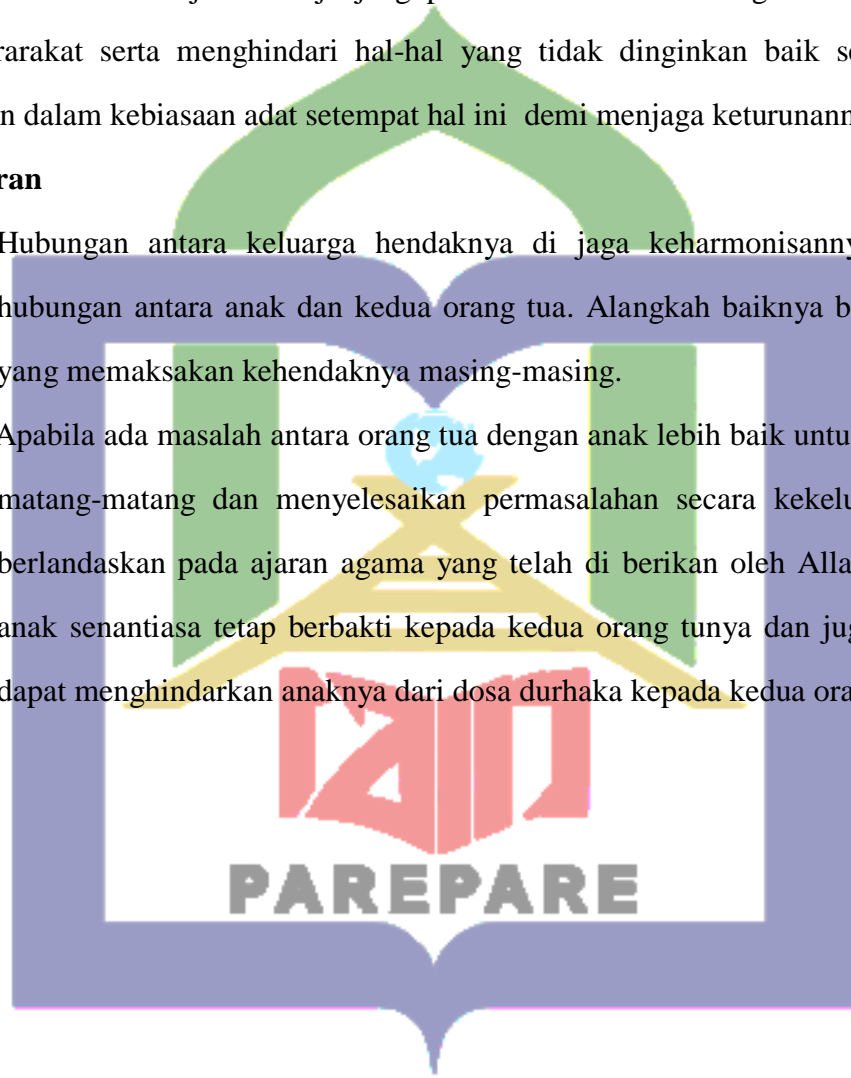 rarakat serta menghindari hal-hal yang tidak dinginkan baik
n dalam kebiasaan adat setempat hal ini demi menjaga keturunann
ran
Hubungan antara keluarga hendaknya di jaga keharmonisanny
hubungan antara anak dan kedua orang tua. Alangkah baiknya b
yang memaksakan kehendaknya masing-masing.
Apabila ada masalah antara orang tua dengan anak lebih baik untu
matang-matang dan menyelesaikan permasalahan secara kekelu
berlandaskan pada ajaran agama yang telah di berikan oleh Alla
anak senantiasa tetap berbakti kepada kedua orang tunya dan jug
dapat menghindarkan anaknya dari dosa durhaka kepada kedua ora
iain
PAREPARE